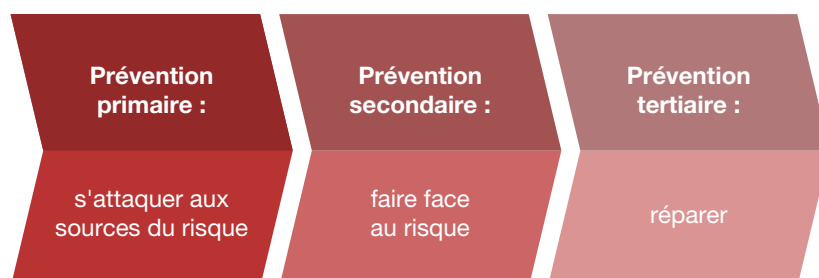 Prévention
primaire :
s'attaquer aux
sources du risque
Prévention
secondaire :
faire face
au risque
Prévention
tertiaire :
réparer